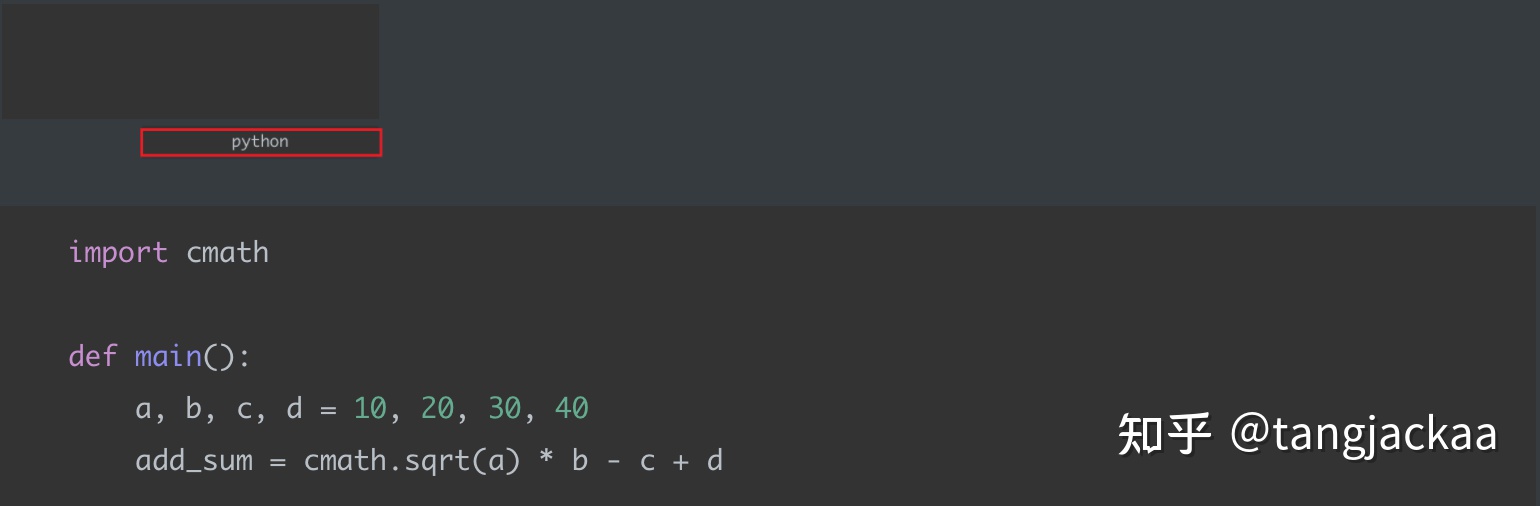 python
import cmath
def main():
    a, b, c, d = 10, 20, 30, 40
    add_sum = cmath.sqrt(a) * b - c + d
知乎 @tangjackaa